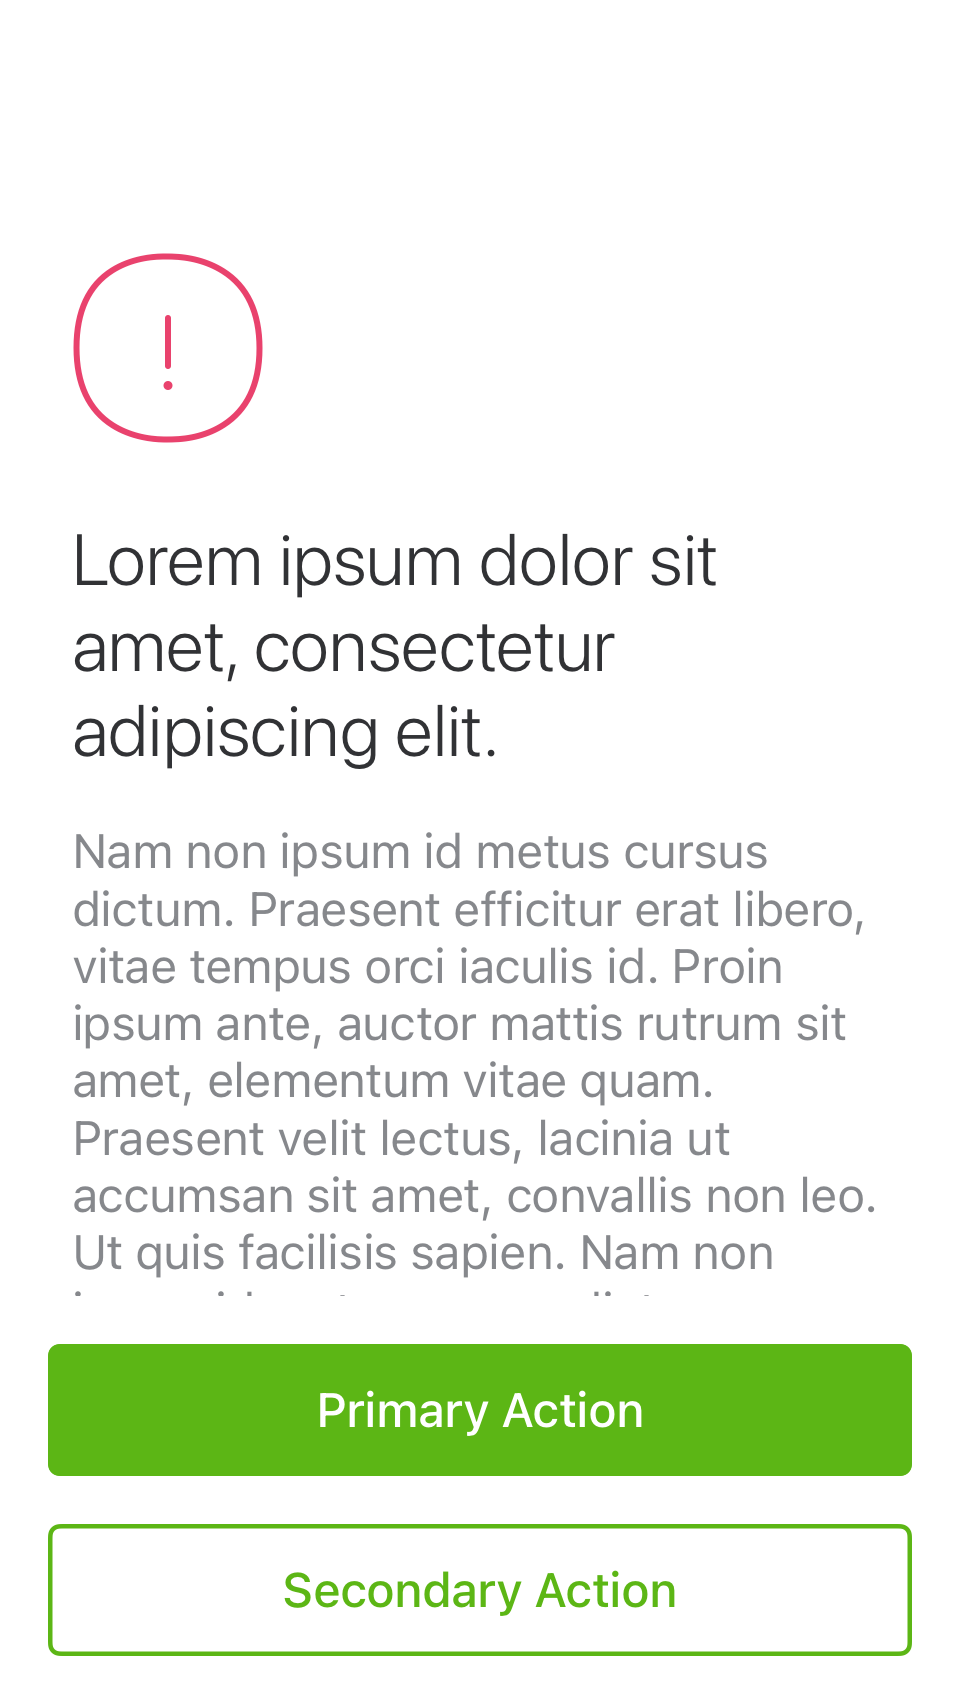 Lorem ipsum dolor sit
amet, consectetur
adipiscing elit.
Nam non ipsum id metus cursus
dictum. Praesent efficitur erat libero,
vitae tempus orci iaculis id. Proin
ipsum ante, auctor mattis rutrum sit
amet, elementum vitae quam.
Praesent velit lectus, lacinia ut
accumsan sit amet, convallis non leo.
Ut quis facilisis sapien. Nam non
Primary Action
Secondary Action